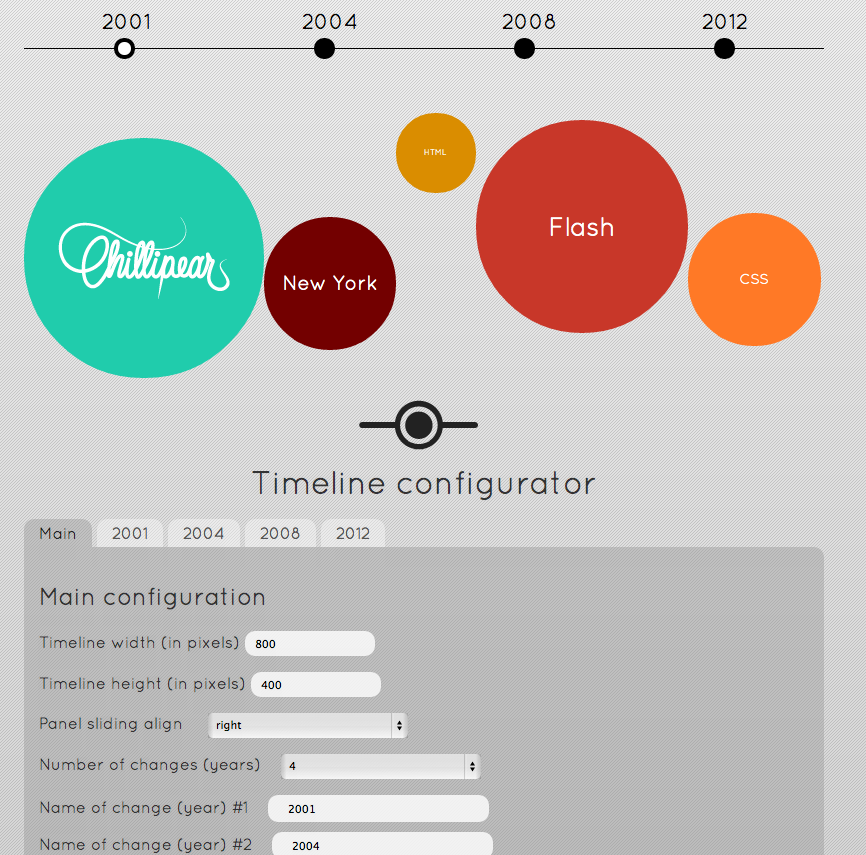 2001 2004 2008 2012
HTML
Flash
Chillipear
New York
CSS
Timeline configurator
Main 2001 2004 2008 2012
Main configuration
Timeline width (in pixels) 800
Timeline height (in pixels) 400
Panel sliding align right
Number of changes (years) 4
Name of change (year) #1 2001
Name of change (year) #2 2004